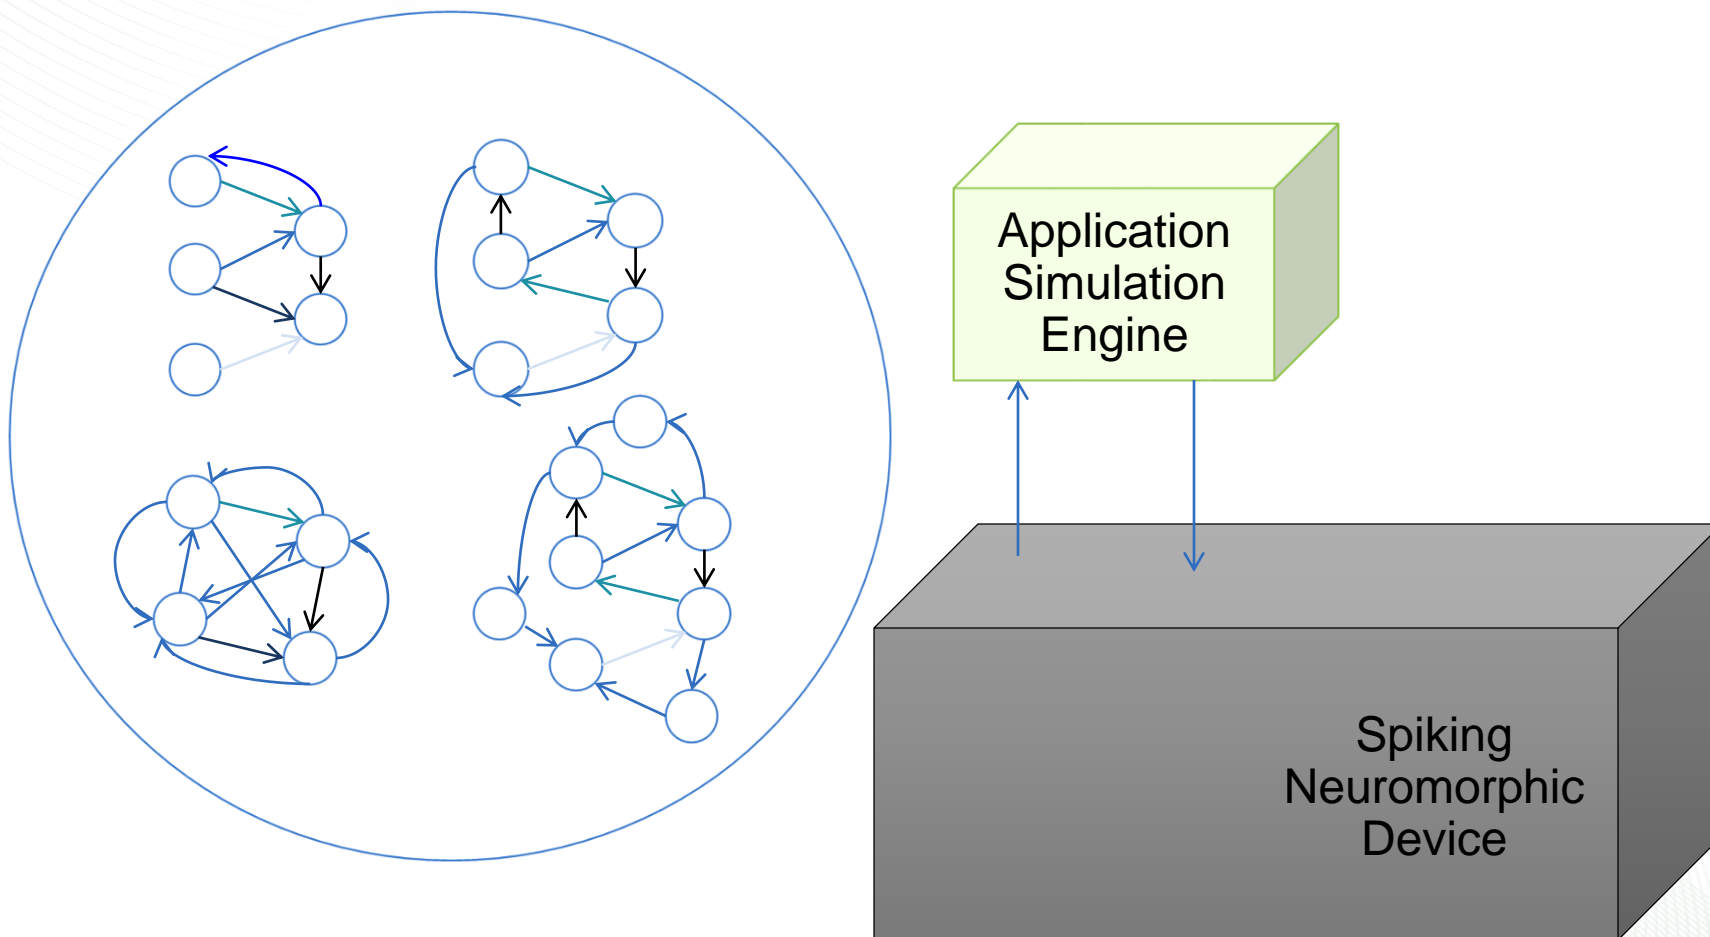 Application
Simulation
Engine
Spiking
Neuromorphic
Device